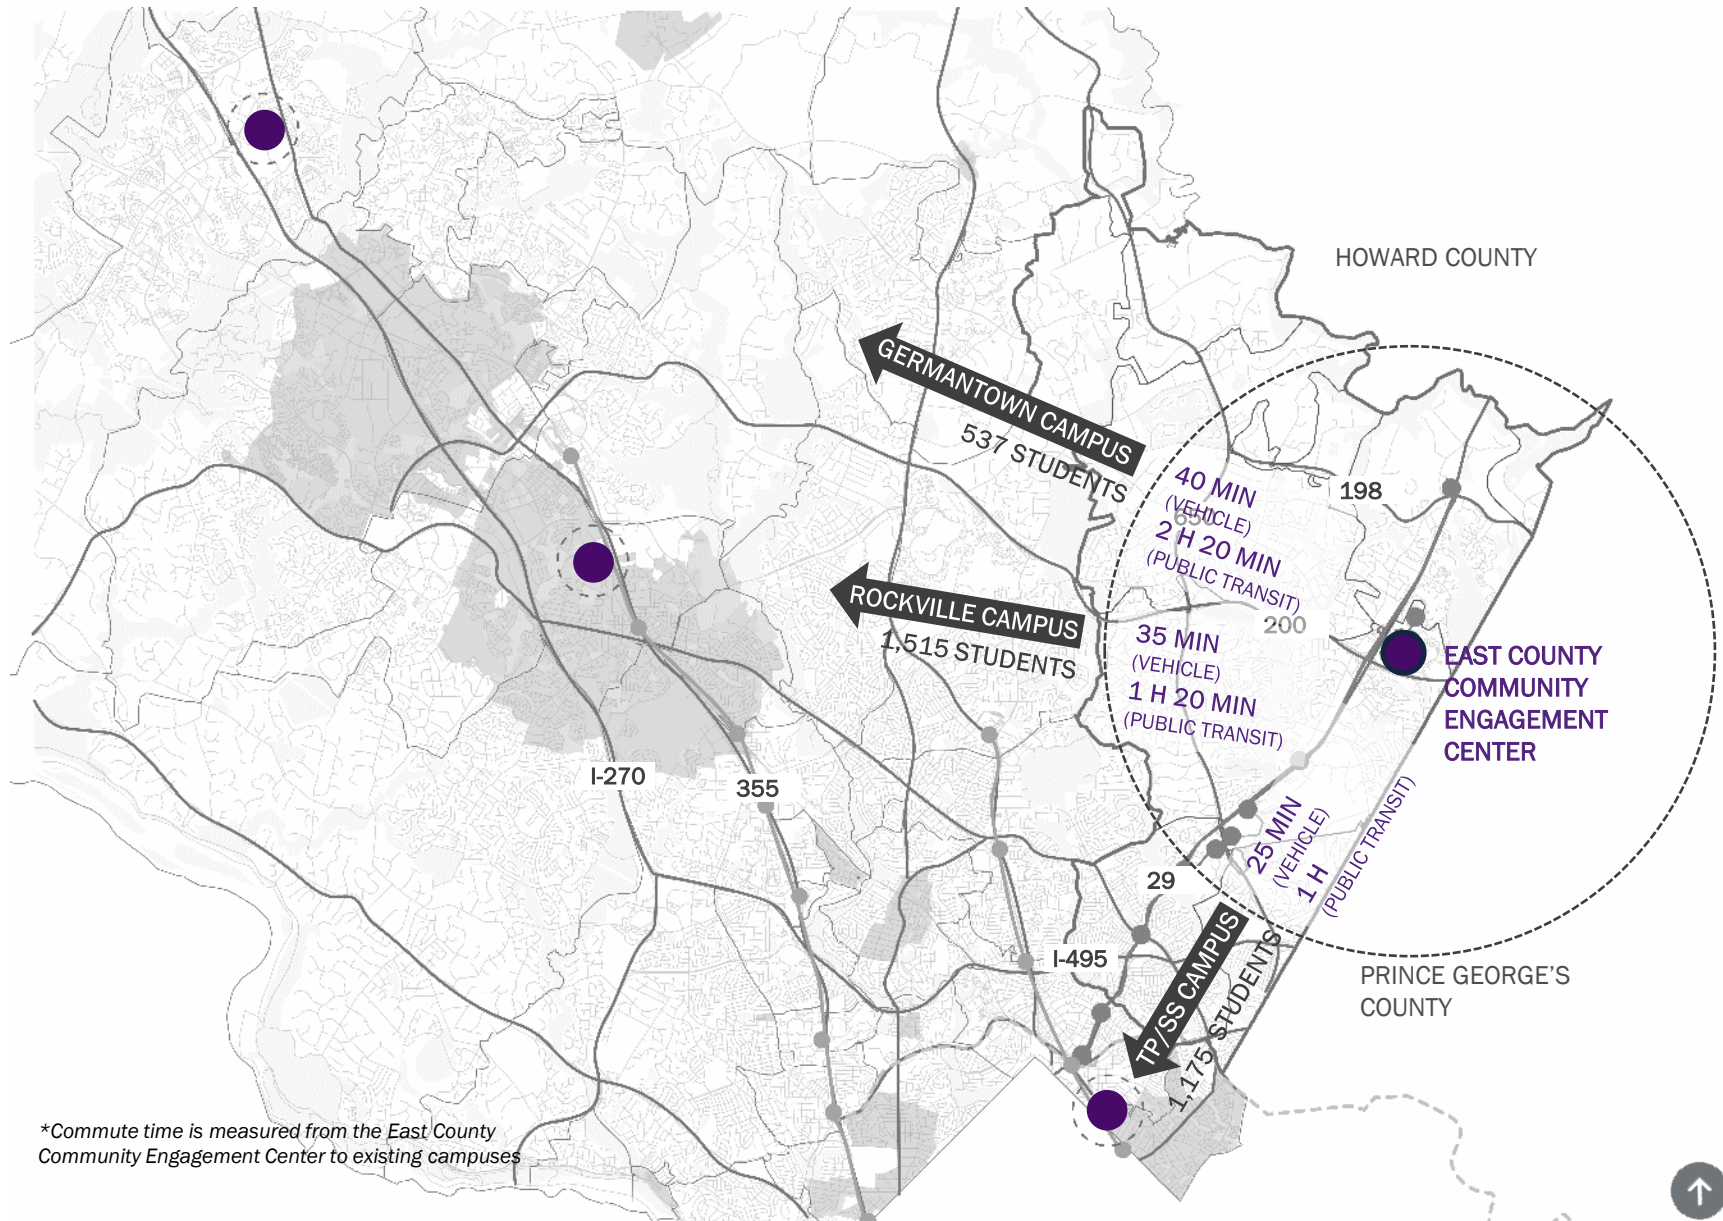 HOWARD COUNTY
GERMANTOWN CAMPUS
537 STUDENTS
40 MIN
(VEHICLE)
650
2 H 20 MIN
(PUBLIC TRANSIT)
198
ROCKVILLE CAMPUS
1,515 STUDENTS
35 MIN
(VEHICLE)
1 H 20 MIN
(PUBLIC TRANSIT)
200
EAST COUNTY
COMMUNITY
ENGAGEMENT
CENTER
I-270
355
25 MIN
(VEHICLE)
1 H
(PUBLIC TRANSIT)
29
I-495
TP/SS CAMPUS
1,175 STUDENTS
PRINCE GEORGE'S
COUNTY
*Commute time is measured from the East County
Community Engagement Center to existing campuses